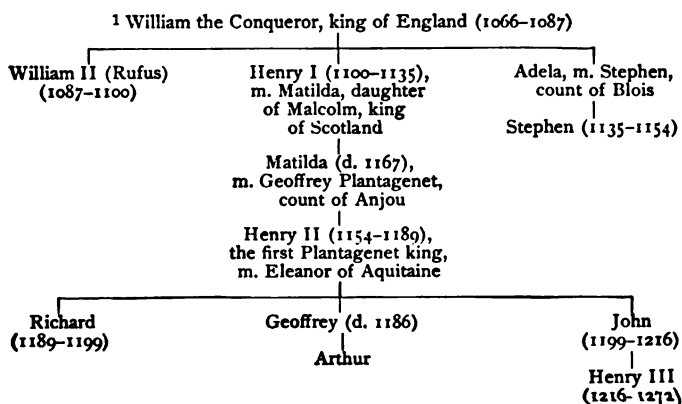 1 William the Conqueror, king of England (1066–1087)
William II (Rufus)
(1087–1100)
Henry I (1100–1135),
m. Matilda, daughter
of Malcolm, king
of Scotland
Adela, m. Stephen,
count of Blois
Stephen (1135–1154)
Matilda (d. 1167),
m. Geoffrey Plantagenet,
count of Anjou
Henry II (1154–1189),
the first Plantagenet king,
m. Eleanor of Aquitaine
Richard
(1189–1199)
Geoffrey (d. 1186)
Arthur
John
(1199–1216)
Henry III
(1216–1272)